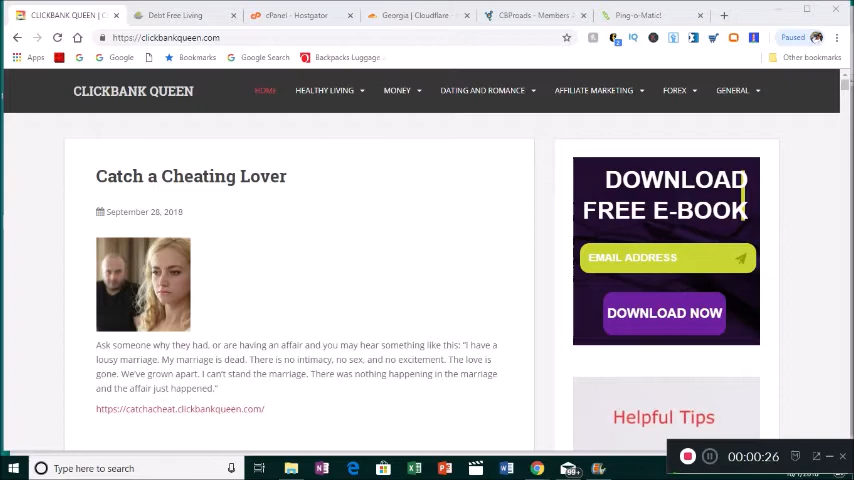 CLICKBANK QUEEN
Debt Free Living
cPanel - Hostgator
Georgia | Cloudflare -
CBProads - Members A
Ping-o-Matic!
https://clickbankqueen.com
Paused
Apps
G
Google
Bookmarks
Google Search
Backpacks Luggage
Other bookmarks
CLICKBANK QUEEN
HOME
HEALTHY LIVING
MONEY
DATING AND ROMANCE
AFFILIATE MARKETING
FOREX
GENERAL
Catch a Cheating Lover
September 28, 2018
Ask someone why they had, or are having an affair and you may hear something like this: “I have a
lousy marriage. My marriage is dead. There is no intimacy, no sex, and no excitement. The love is
gone. We’ve grown apart. I can’t stand the marriage. There was nothing happening in the marriage
and the affair just happened.”
https://catchacheat.clickbankqueen.com/
DOWNLOAD
FREE E-BOOK
EMAIL ADDRESS
DOWNLOAD NOW
Helpful Tips
00:00:26
Type here to search
99+